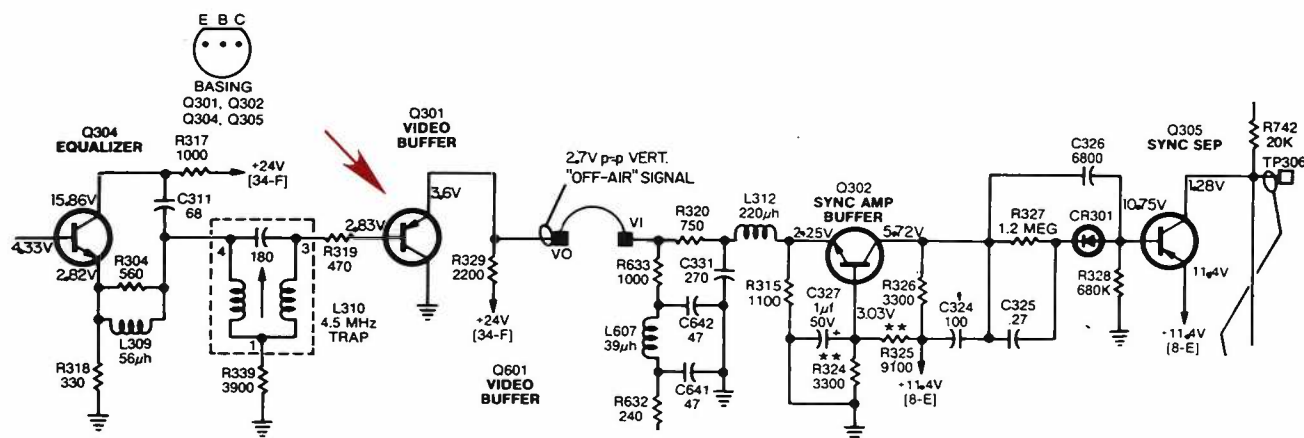 E B C
BASING
Q301, Q302
Q304, Q305
Q304
EQUALIZER
R317
1000
+24V
[34-F]
15.86V
C311
68
4.33V
2.82V
R304
560
L309
56µh
R318
330
4
180
3
1
L310
4.5 MHz
TRAP
R339
3900
R319
470
2.83V
Q301
VIDEO
BUFFER
3.6V
R329
2200
+24V
[34-F]
Q601
VIDEO
BUFFER
2.7V p-p VERT.
"OFF-AIR" SIGNAL
VO
VI
R320
750
R633
1000
C331
270
L607
39µh
C642
47
C641
47
R632
240
L312
220µh
R315
1100
2.25V
Q302
SYNC AMP
BUFFER
5.72V
C327
1µf
50V
+
3.03V
**
R324
3300
**
R325
9100
R326
3300
+11.4V
[8-E]
C324
100
C325
.27
C326
6800
R327
1.2 MEG
CR301
R328
680K
10.75V
Q305
SYNC SEP
1.28V
11.4V
+11.4V
[8-E]
R742
20K
TP306